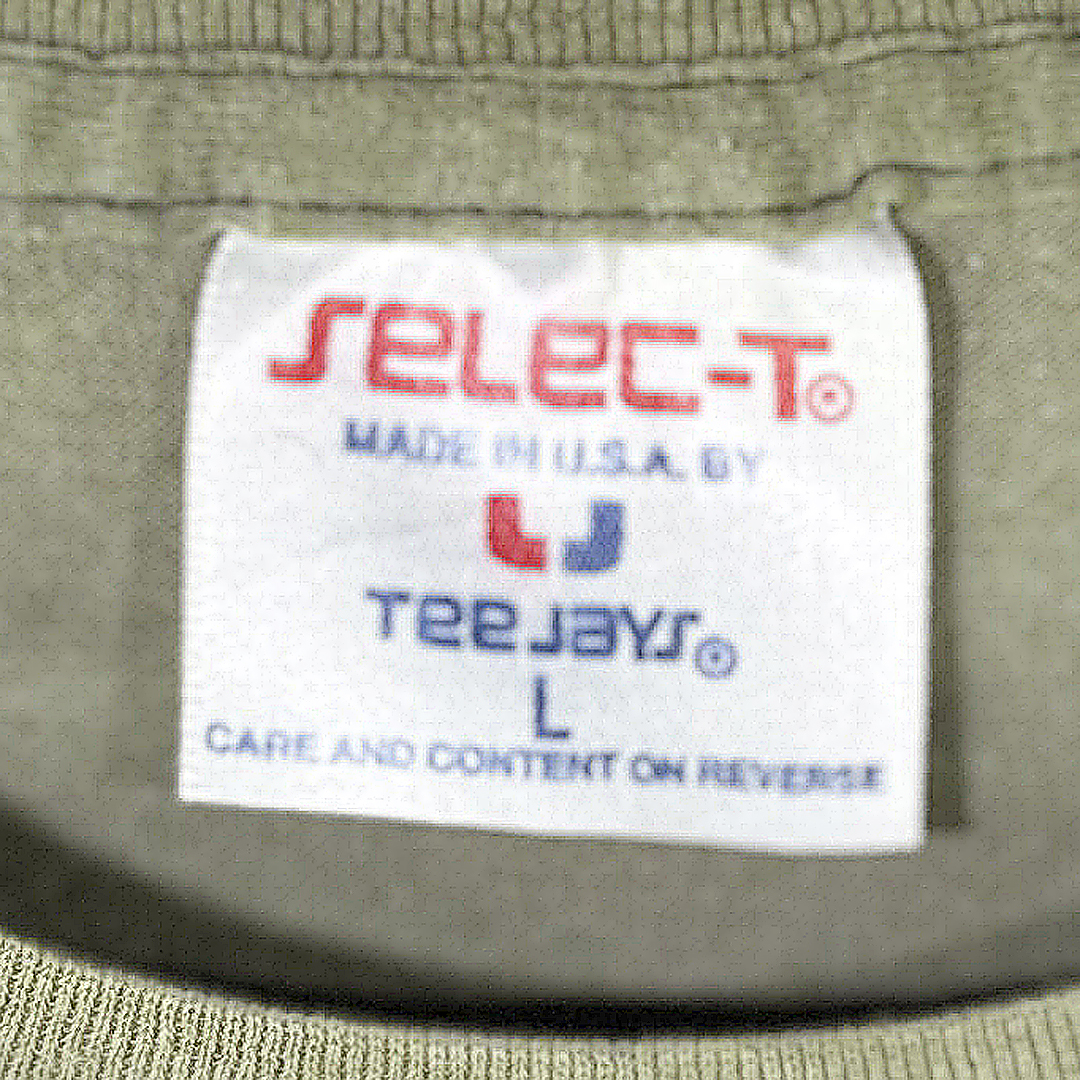 SELEC-T®
MADE IN U.S.A. BY
TEE JAYS®
L
CARE AND CONTENT ON REVERSE